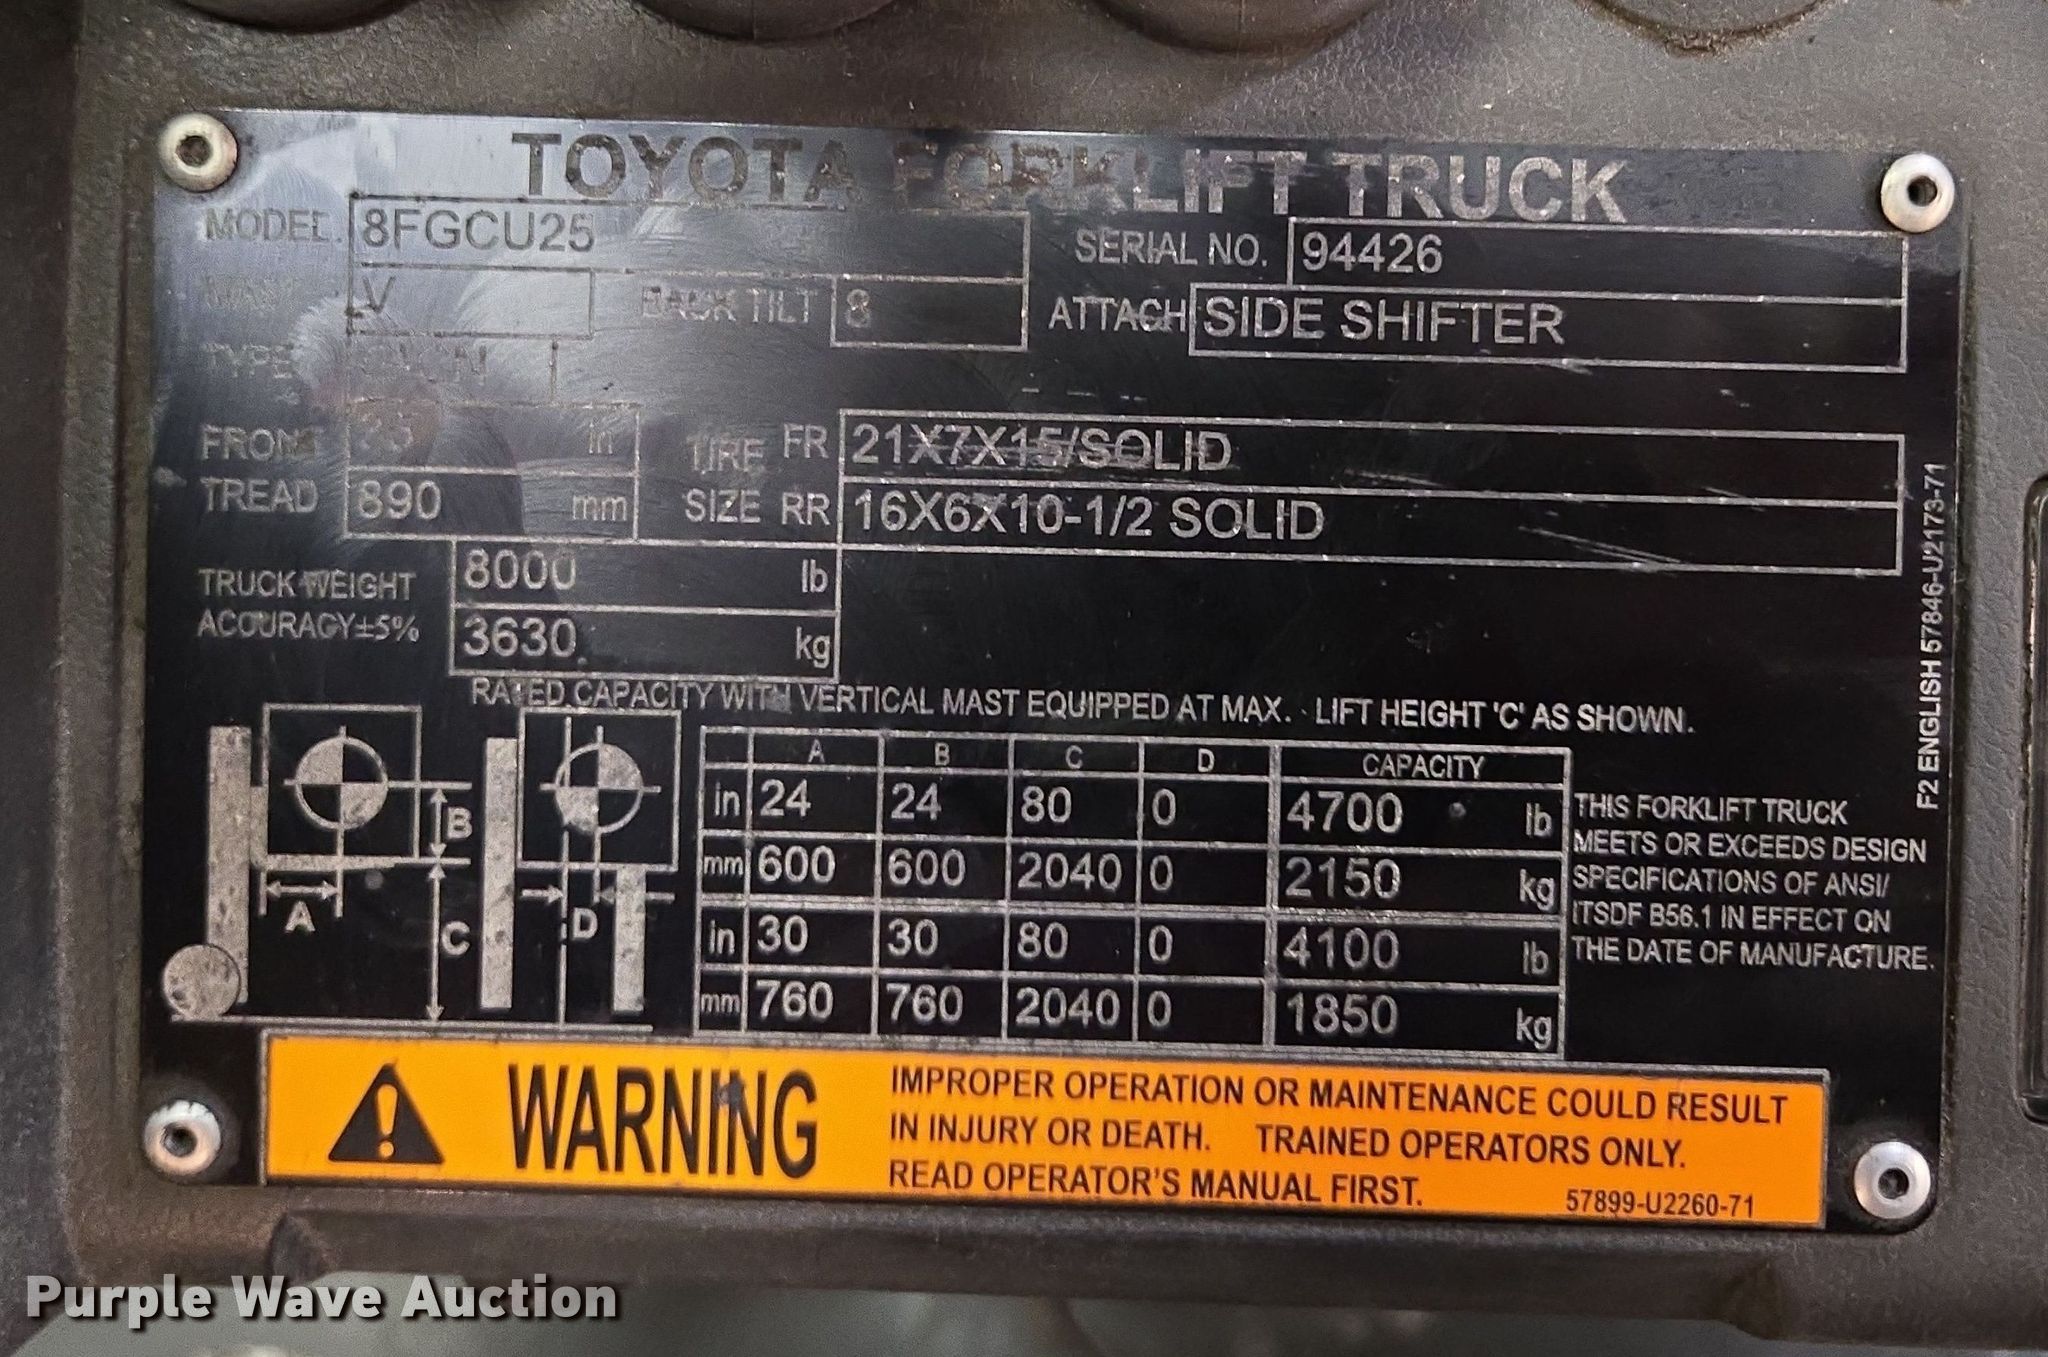 TOYOTA FORKLIFT TRUCK
MODEL 8FGCU25
SERIAL NO. 94426
MAST V BACK TILT 8
ATTACH SIDE SHIFTER
TYPE
FRONT in TIRE FR 21X7X15/SOLID
TREAD 890 mm SIZE RR 16X6X10-1/2 SOLID
TRUCK WEIGHT 8000 lb
ACCURACY±5% 3630 kg
RATED CAPACITY WITH VERTICAL MAST EQUIPPED AT MAX. LIFT HEIGHT 'C' AS SHOWN.
A B C D CAPACITY
in 24 24 80 0 4700 lb
mm 600 600 2040 0 2150 kg
in 30 30 80 0 4100 lb
mm 760 760 2040 0 1850 kg
B
A
C
D
THIS FORKLIFT TRUCK
MEETS OR EXCEEDS DESIGN
SPECIFICATIONS OF ANSI/
ITSDF B56.1 IN EFFECT ON
THE DATE OF MANUFACTURE.
F2 ENGLISH 57846-U2173-71
WARNING
IMPROPER OPERATION OR MAINTENANCE COULD RESULT
IN INJURY OR DEATH. TRAINED OPERATORS ONLY.
READ OPERATOR'S MANUAL FIRST.
57899-U2260-71
Purple Wave Auction